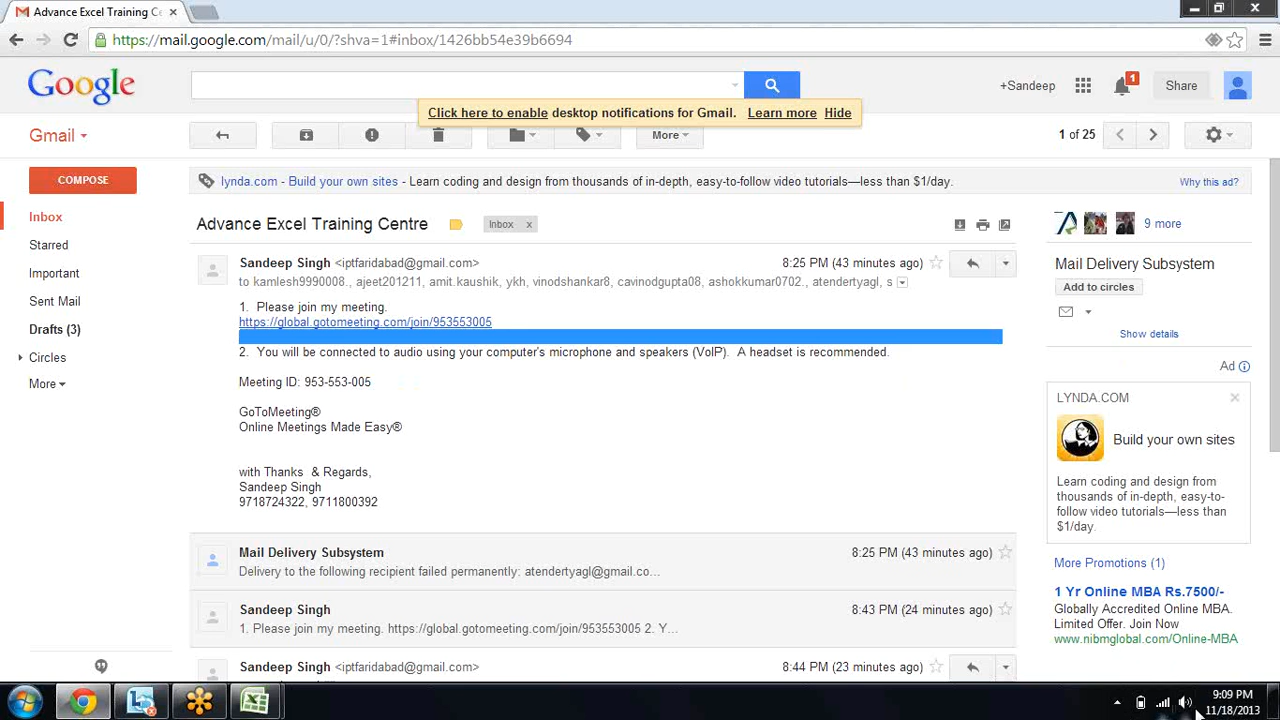 Advance Excel Training Ce
https://mail.google.com/mail/u/0/?shva=1#inbox/1426bb54e39b6694
Google
+Sandeep
1
Share
Click here to enable desktop notifications for Gmail. Learn more Hide
Gmail
More
1 of 25
COMPOSE
lynda.com - Build your own sites - Learn coding and design from thousands of in-depth, easy-to-follow video tutorials—less than $1/day.
Why this ad?
Inbox
Starred
Important
Sent Mail
Drafts (3)
Circles
More
Advance Excel Training Centre
Inbox x
Sandeep Singh <iptfaridabad@gmail.com>
8:25 PM (43 minutes ago)
to kamlesh9990008., ajeet201211, amit.kaushik, ykh, vinodshankar8, cavinodgupta08, ashokkumar0702., atendertyagl, s
1. Please join my meeting.
https://global.gotomeeting.com/join/953553005
2. You will be connected to audio using your computer's microphone and speakers (VoIP). A headset is recommended.
Meeting ID: 953-553-005
GoToMeeting®
Online Meetings Made Easy®
with Thanks & Regards,
Sandeep Singh
9718724322, 9711800392
Mail Delivery Subsystem
8:25 PM (43 minutes ago)
Delivery to the following recipient failed permanently: atendertyagl@gmail.co...
Sandeep Singh
8:43 PM (24 minutes ago)
1. Please join my meeting. https://global.gotomeeting.com/join/953553005 2. Y...
Sandeep Singh <iptfaridabad@gmail.com>
8:44 PM (23 minutes ago)
9 more
Mail Delivery Subsystem
Add to circles
Show details
Ad
LYNDA.COM
Build your own sites
Learn coding and design from
thousands of in-depth, easy-to-
follow video tutorials—less than
$1/day.
More Promotions (1)
1 Yr Online MBA Rs.7500/-
Globally Accredited Online MBA.
Limited Offer. Join Now
www.nibmglobal.com/Online-MBA
9:09 PM
11/18/2013